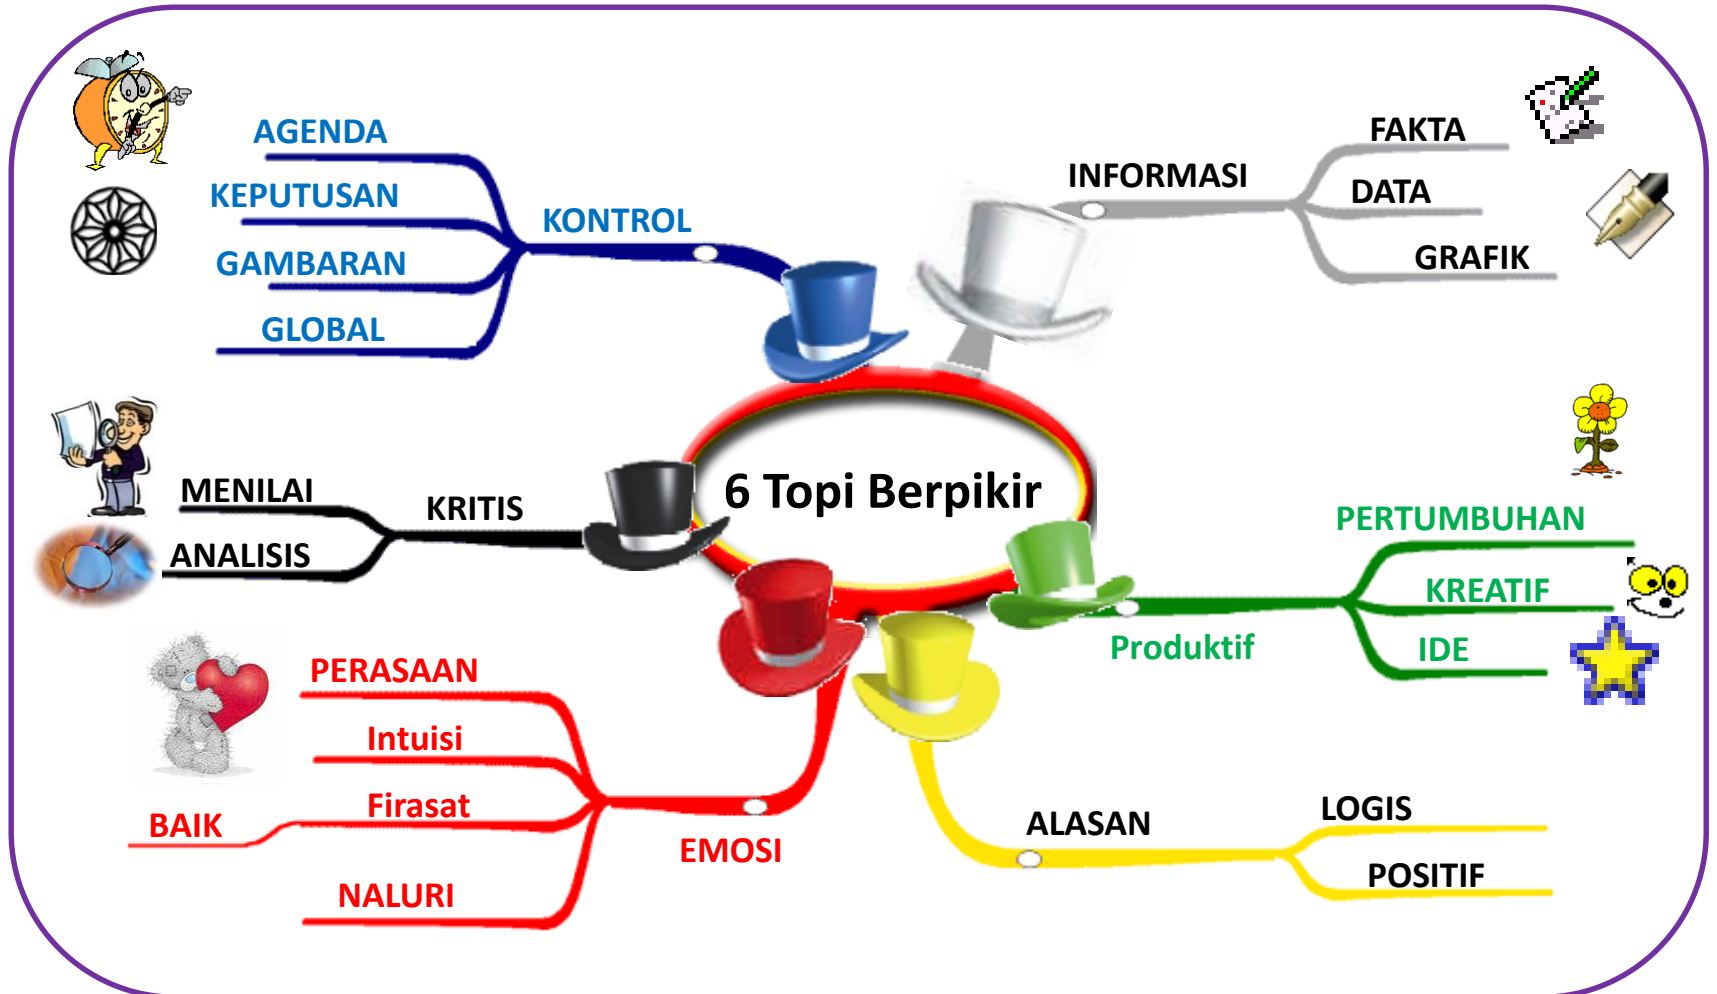 6 Topi Berpikir
INFORMASI
FAKTA
DATA
GRAFIK
PERTUMBUHAN
KREATIF
IDE
Produktif
ALASAN
LOGIS
POSITIF
EMOSI
PERASAAN
Intuisi
Firasat
BAIK
NALURI
KRITIS
MENILAI
ANALISIS
KONTROL
AGENDA
KEPUTUSAN
GAMBARAN
GLOBAL